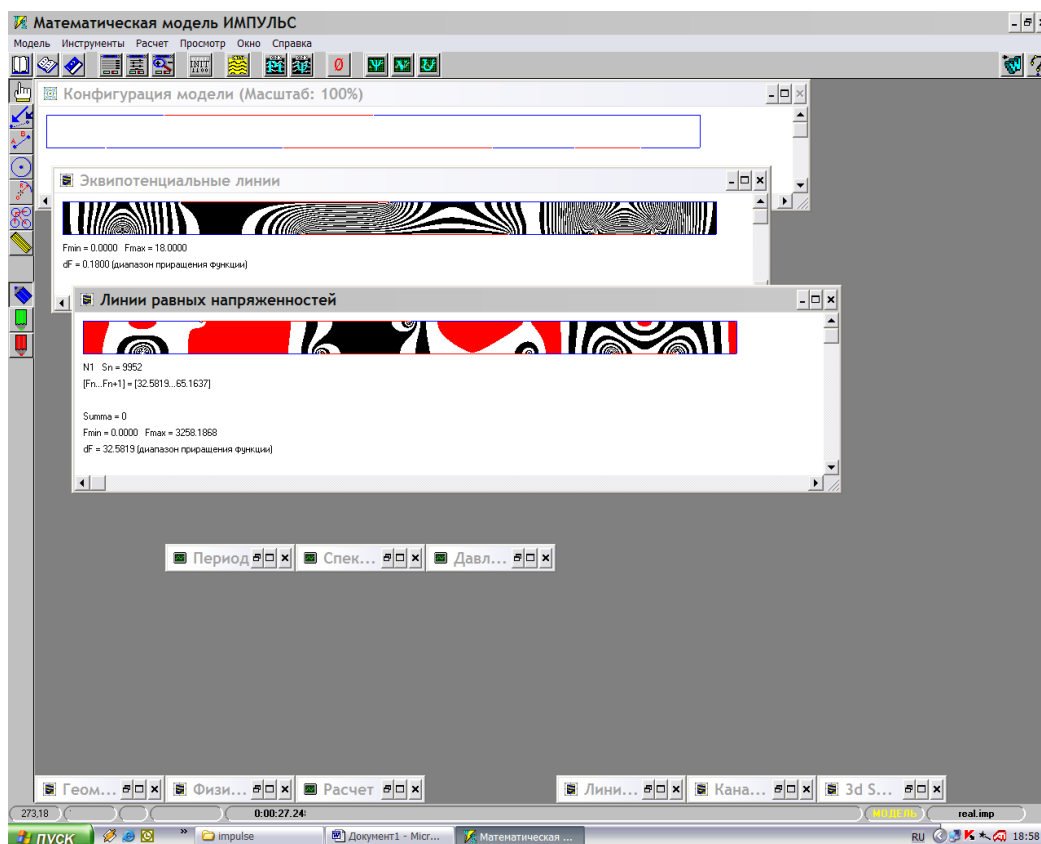 Математическая модель ИМПУЛЬС
Модель Инструменты Расчет Просмотр Окно Справка
INIT
1100
Конфигурация модели (Масштаб: 100%)
Эквипотенциальные линии
Fmin = 0.0000 Fmax = 18.0000
dF = 0.1800 (диапазон приращения функции)
Линии равных напряженностей
N1 Sn = 9952
[Fn...Fn+1] = [32.5819...65.1637]
Summa = 0
Fmin = 0.0000 Fmax = 3258.1868
dF = 32.5819 (диапазон приращения функции)
Период Спек... Давл...
Геом... Физи... Расчет Лини... Кана... 3d S...
273,18 0:00:27.24 МОДЕЛЬ real.imp
пуск » impulse Документ1 - Micr... Математическая ... RU 18:58